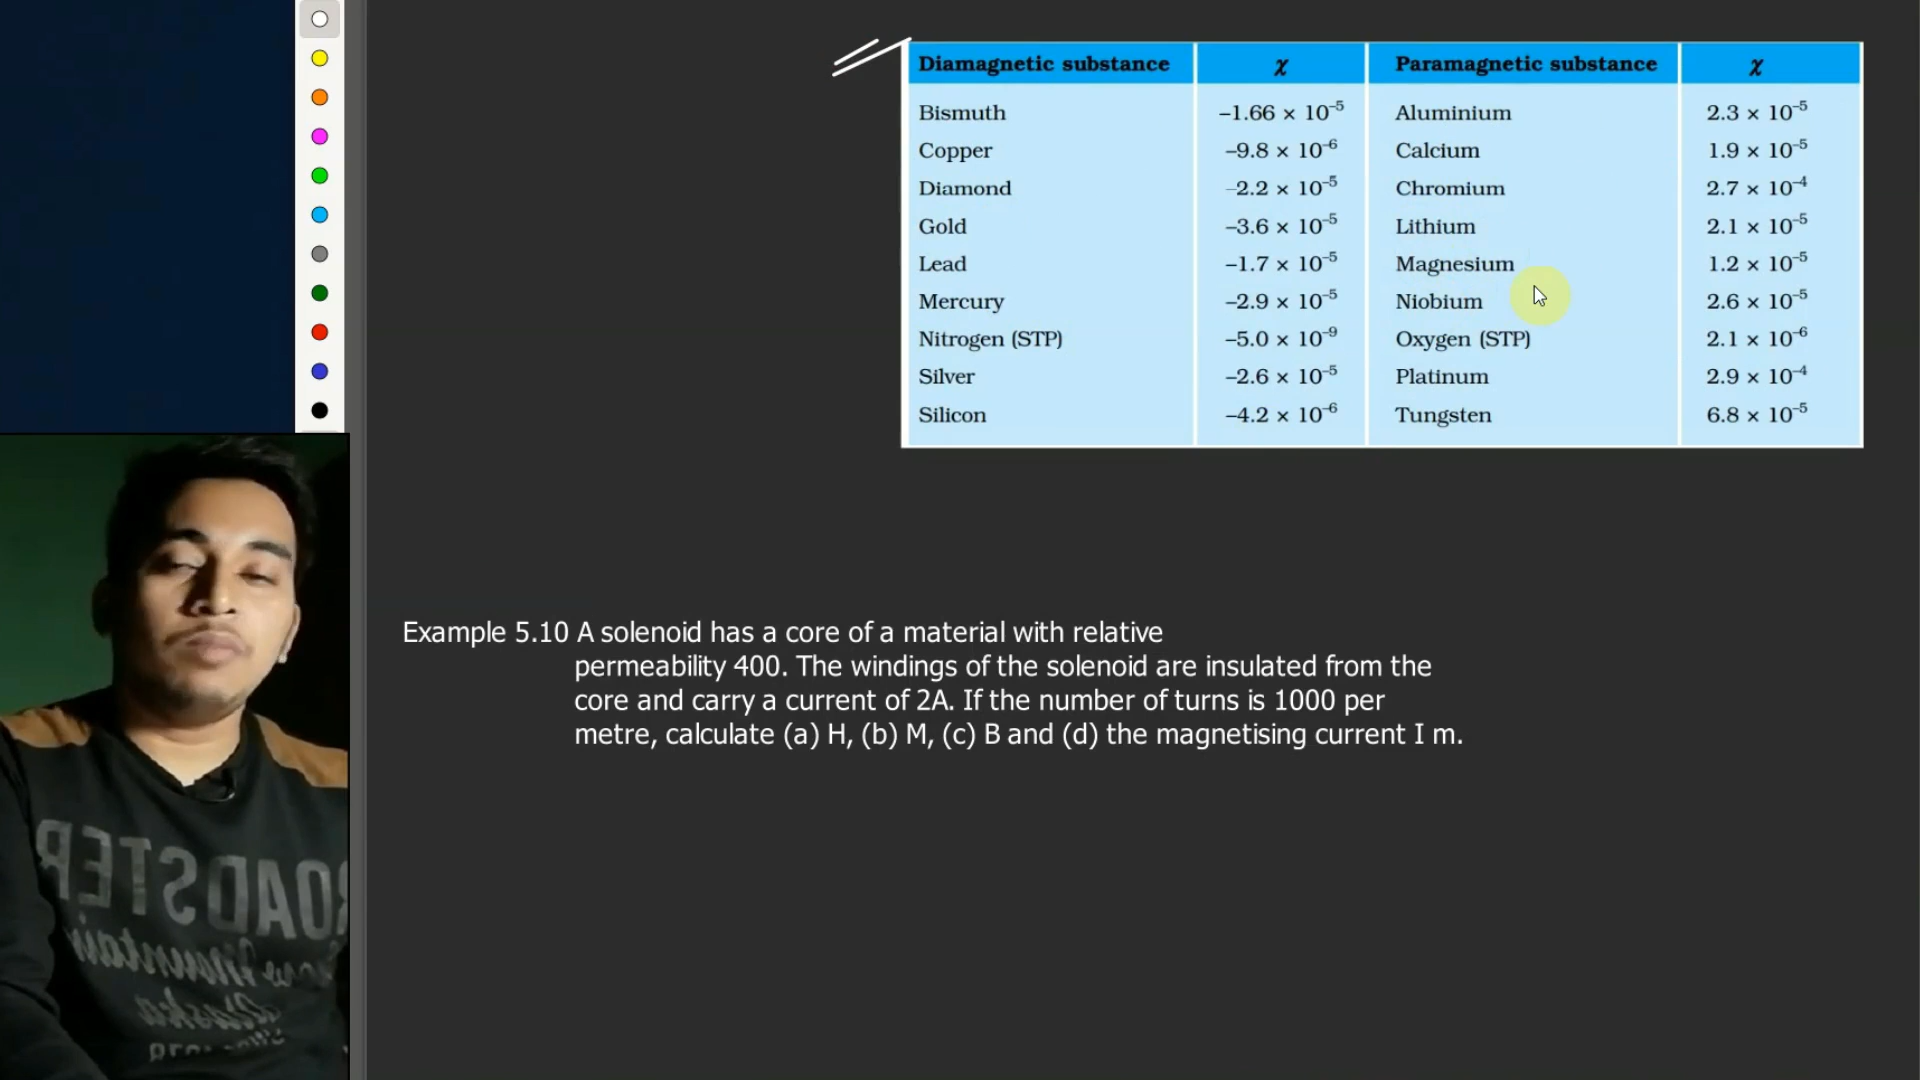 Diamagnetic substance χ Paramagnetic substance χ
Bismuth –1.66 × 10⁻⁵ Aluminium 2.3 × 10⁻⁵
Copper –9.8 × 10⁻⁶ Calcium 1.9 × 10⁻⁵
Diamond –2.2 × 10⁻⁵ Chromium 2.7 × 10⁻⁴
Gold –3.6 × 10⁻⁵ Lithium 2.1 × 10⁻⁵
Lead –1.7 × 10⁻⁵ Magnesium 1.2 × 10⁻⁵
Mercury –2.9 × 10⁻⁵ Niobium 2.6 × 10⁻⁵
Nitrogen (STP) –5.0 × 10⁻⁹ Oxygen (STP) 2.1 × 10⁻⁶
Silver –2.6 × 10⁻⁵ Platinum 2.9 × 10⁻⁴
Silicon –4.2 × 10⁻⁶ Tungsten 6.8 × 10⁻⁵
Example 5.10 A solenoid has a core of a material with relative
permeability 400. The windings of the solenoid are insulated from the
core and carry a current of 2A. If the number of turns is 1000 per
metre, calculate (a) H, (b) M, (c) B and (d) the magnetising current I m.
ROADSTER
Mountain